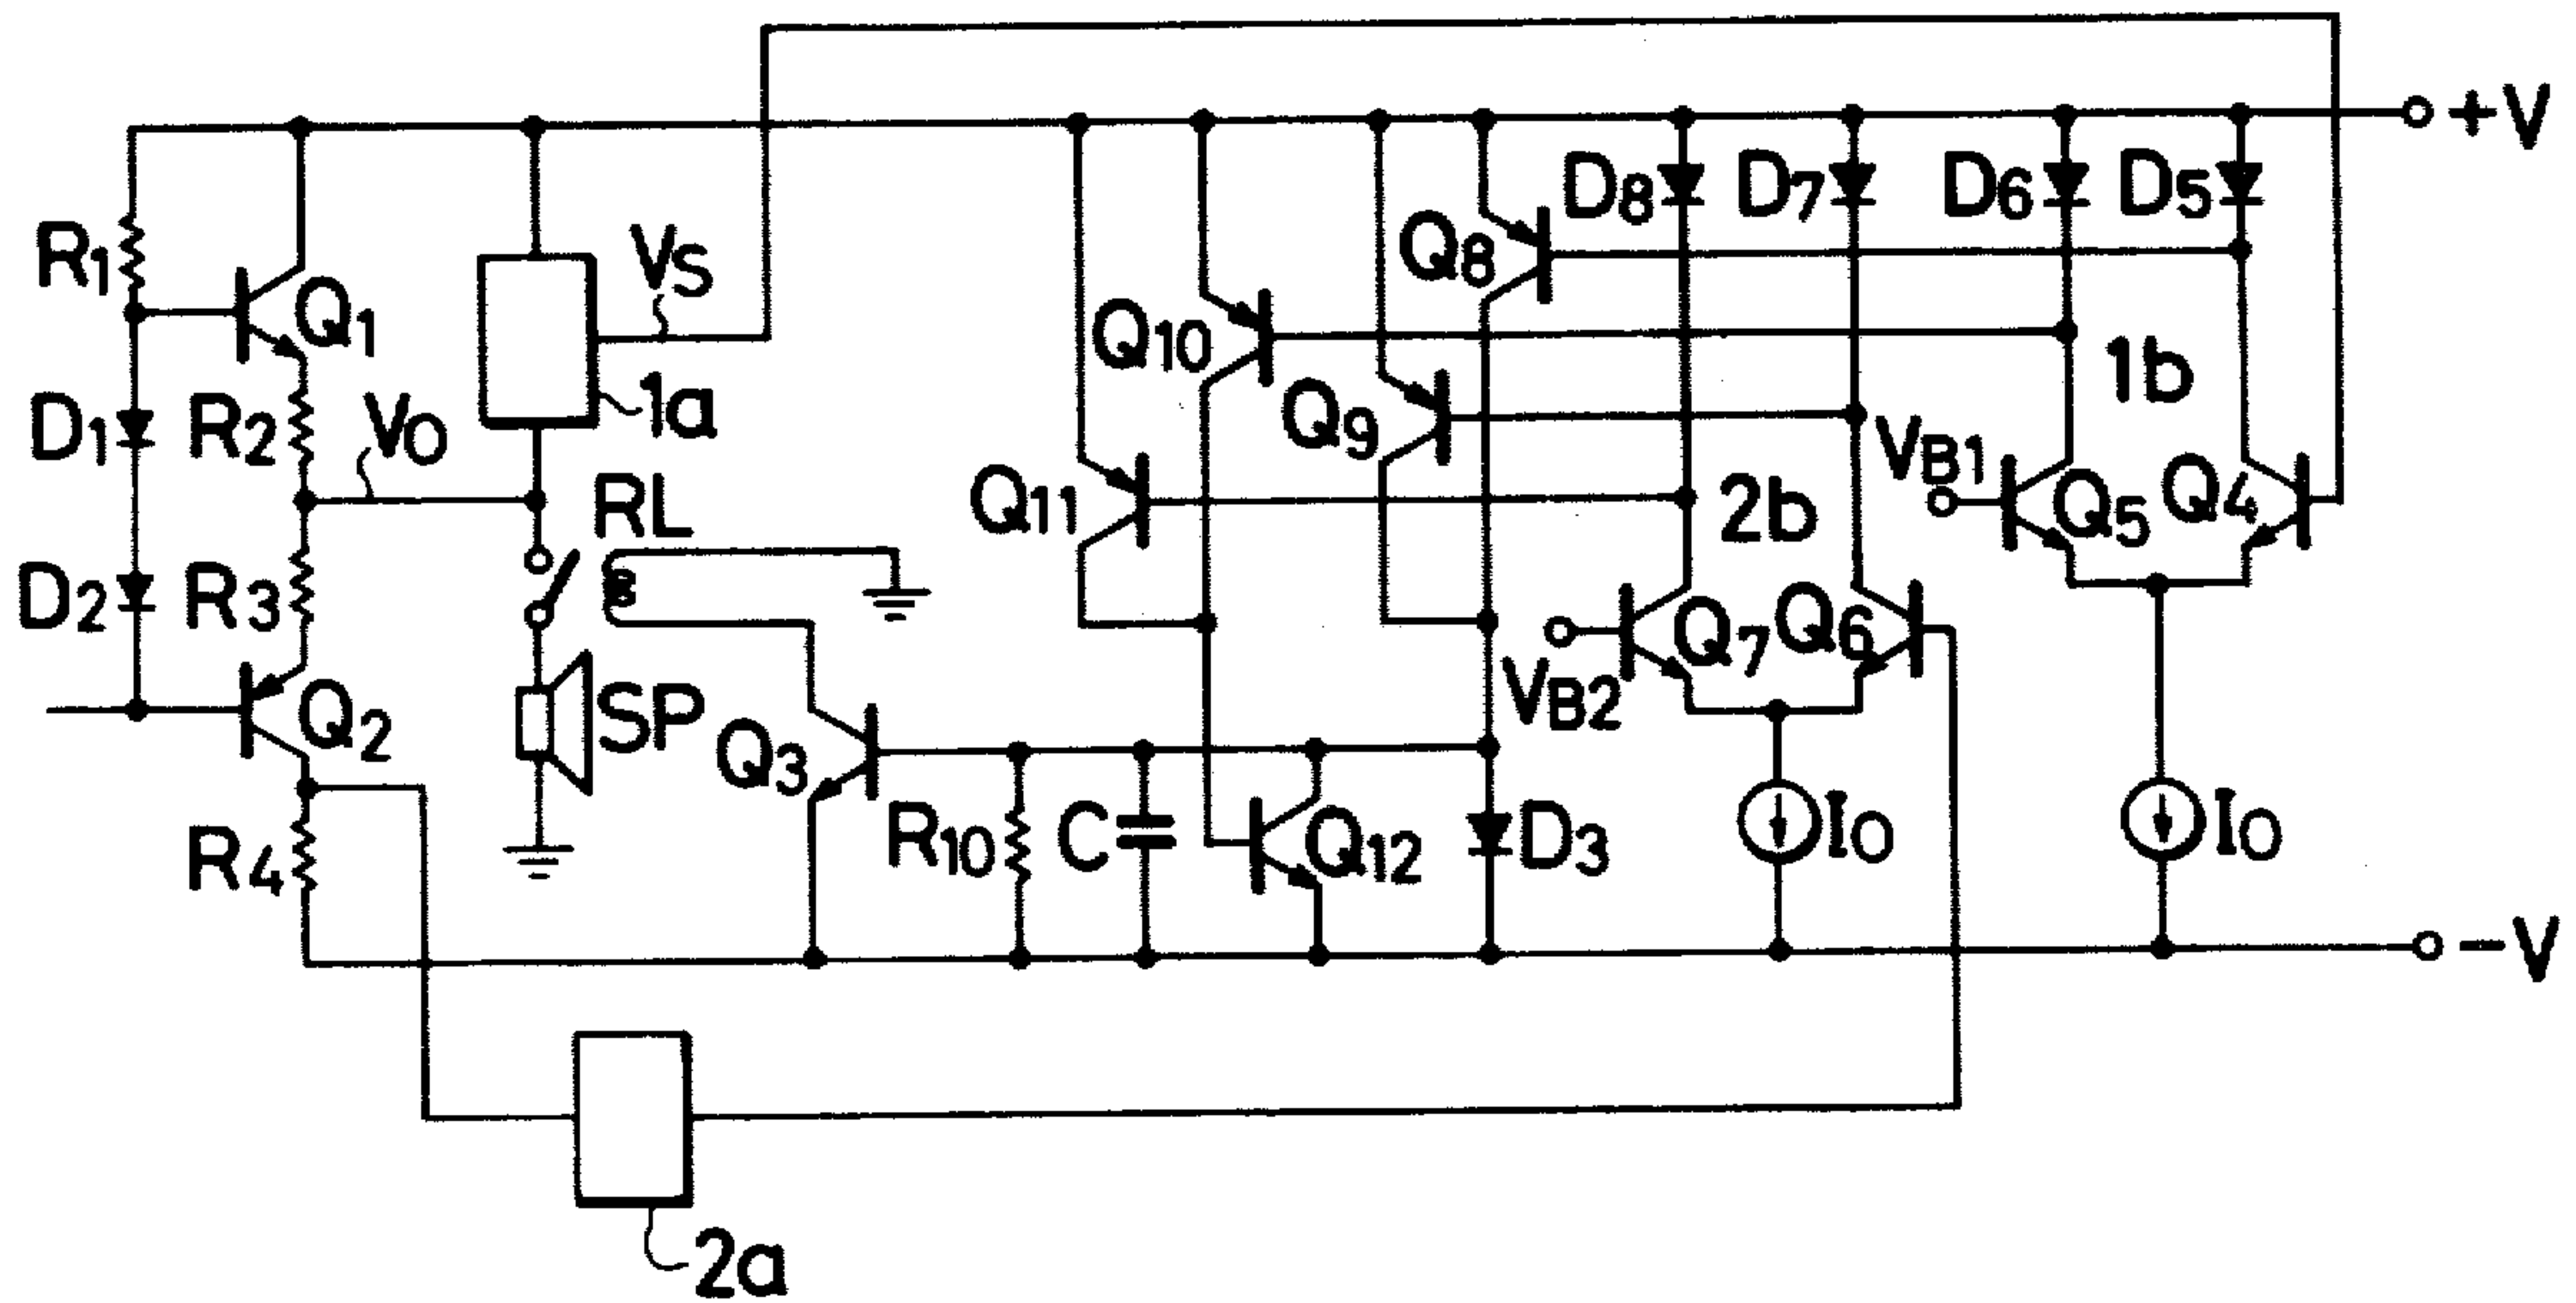 +V
D8
D7
D6
D5
Q8
R1
VS
Q1
Q10
1b
1a
Q9
D1
R2
VO
VB1
RL
Q11
2b
Q5
Q4
D2
R3
Q7
Q6
VB2
Q2
SP
Q3
R4
R10
C
Q12
D3
IO
IO
-V
2a